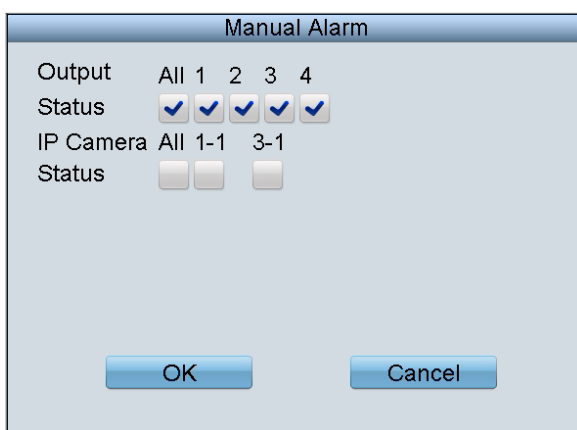 Manual Alarm
Output All 1 2 3 4
Status
IP Camera All 1-1 3-1
Status
OK Cancel